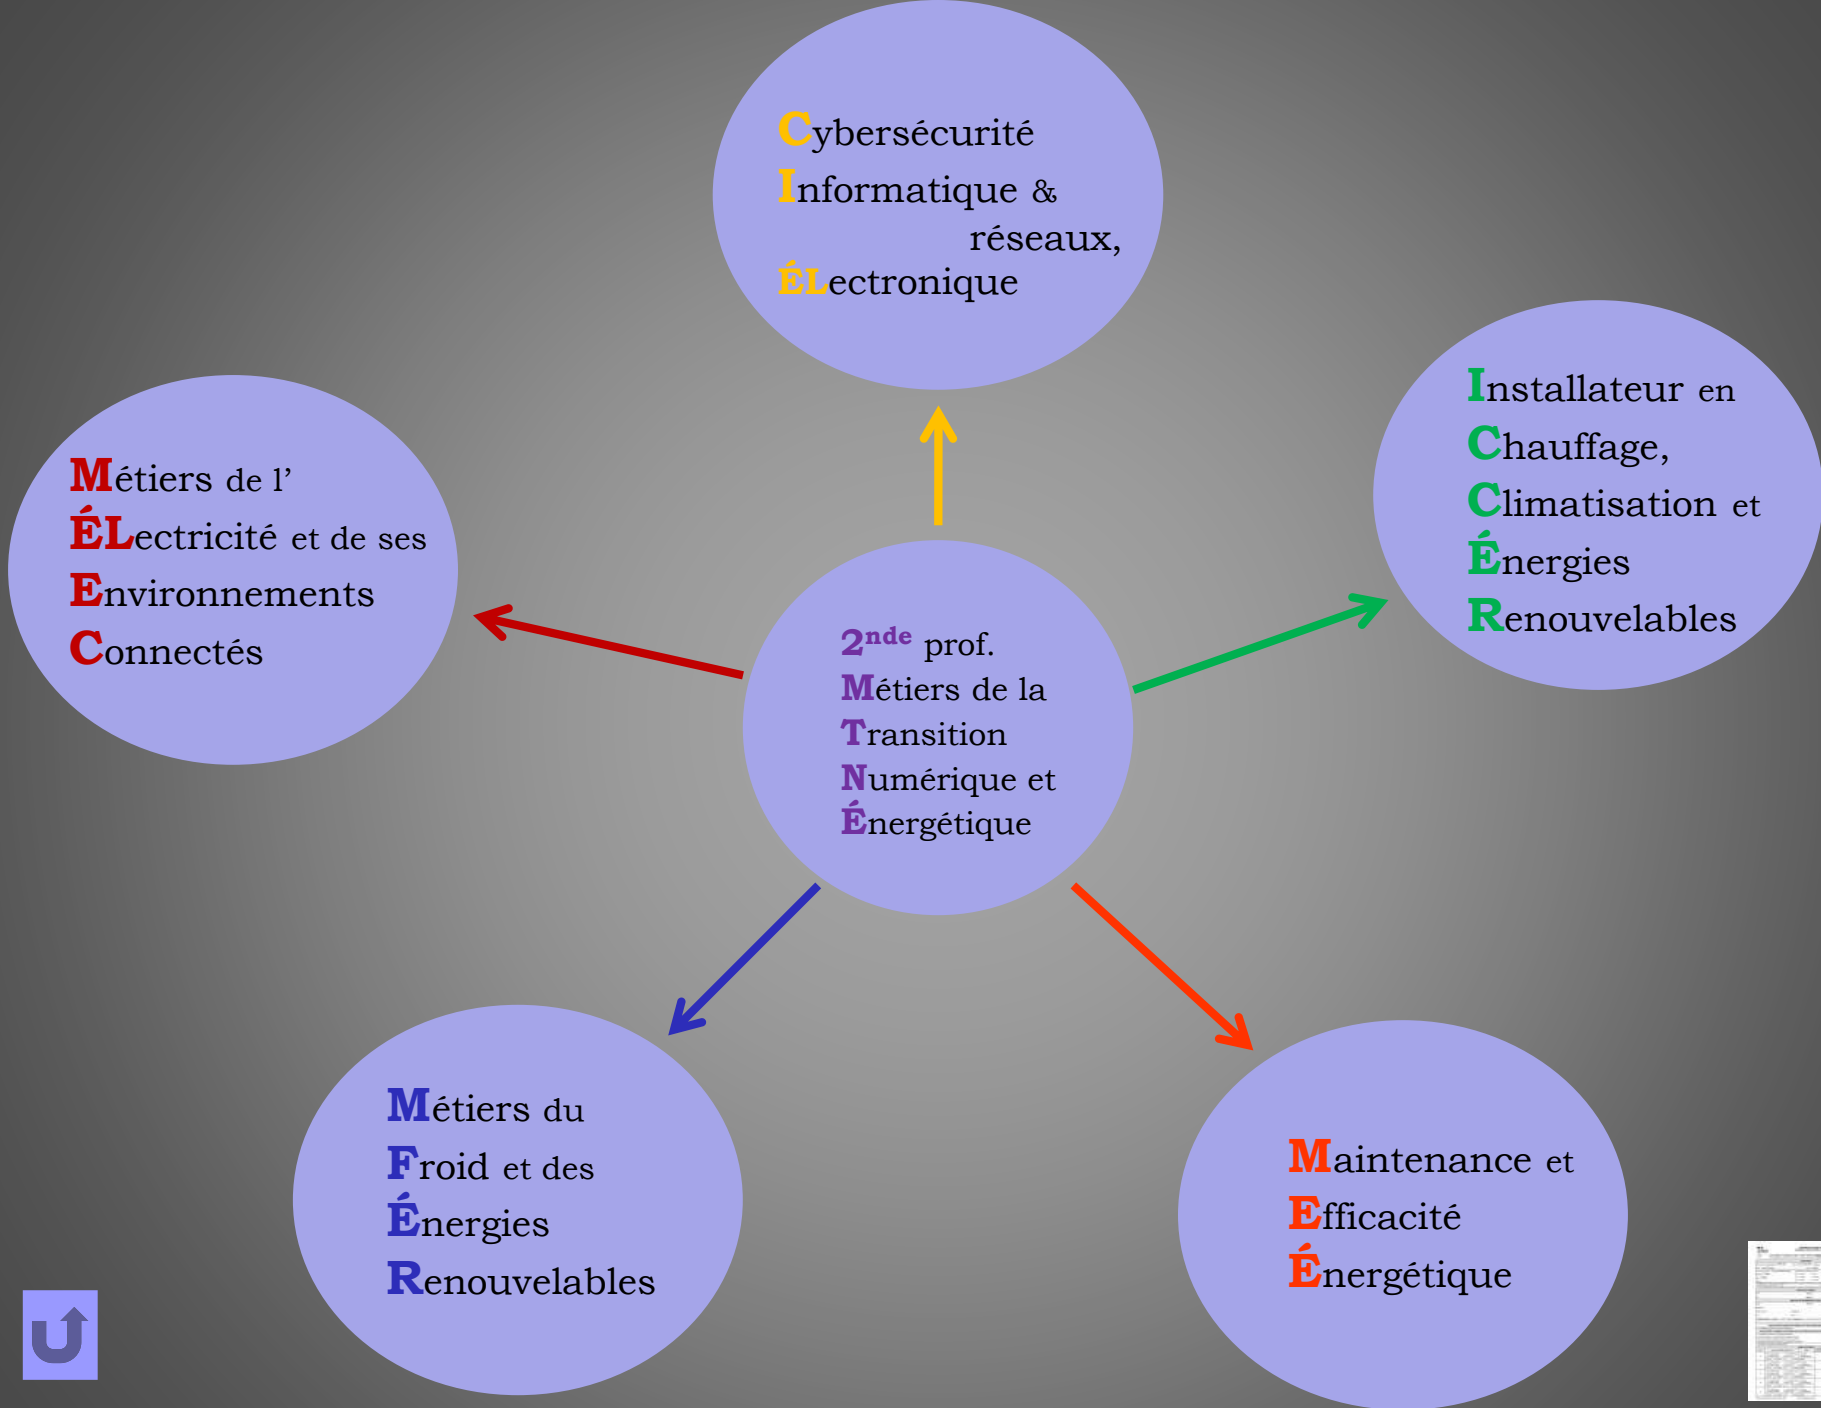 Cybersécurité
Informatique &
réseaux,
ÉLectronique
Installateur en
Chauffage,
Climatisation et
Énergies
Renouvelables
Métiers de l’
ÉLectricité et de ses
Environnements
Connectés
2nde prof.
Métiers de la
Transition
Numérique et
Énergétique
Métiers du
Froid et des
Énergies
Renouvelables
Maintenance et
Efficacité
Énergétique